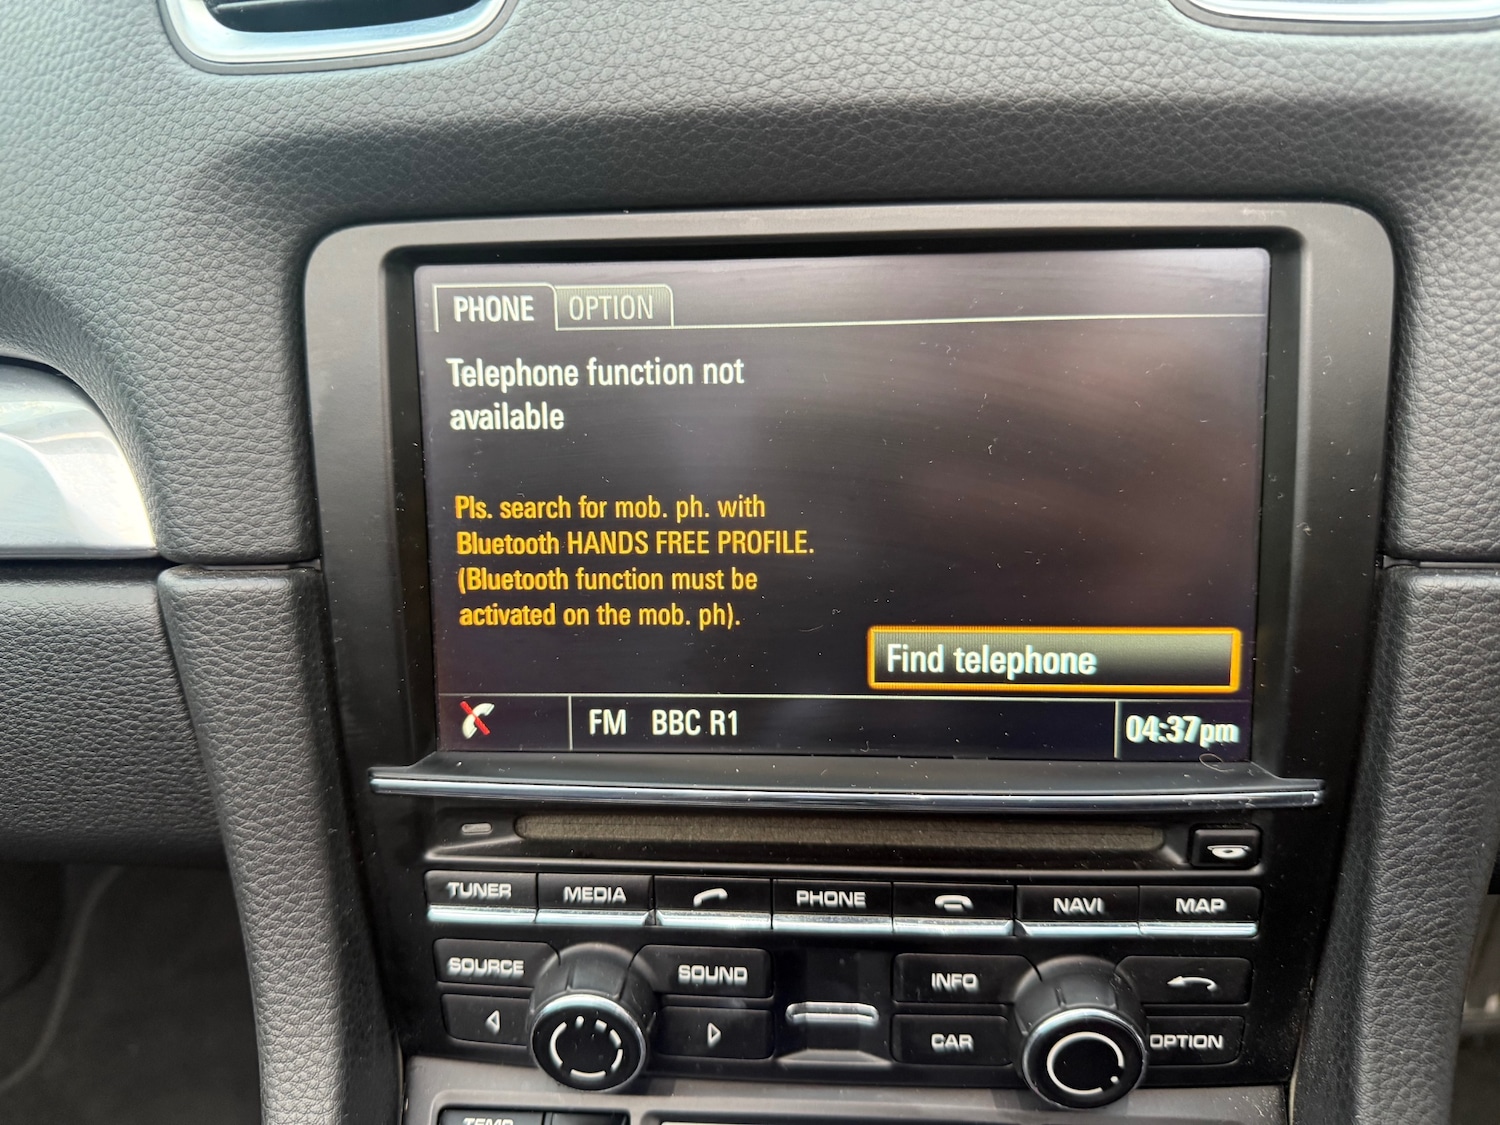 PHONE OPTION
Telephone function not
available
Pls. search for mob. ph. with
Bluetooth HANDS FREE PROFILE.
(Bluetooth function must be
activated on the mob. ph).
Find telephone
FM BBC R1 04:37pm
TUNER MEDIA PHONE NAVI MAP
SOURCE SOUND INFO
CAR OPTION
TEMP